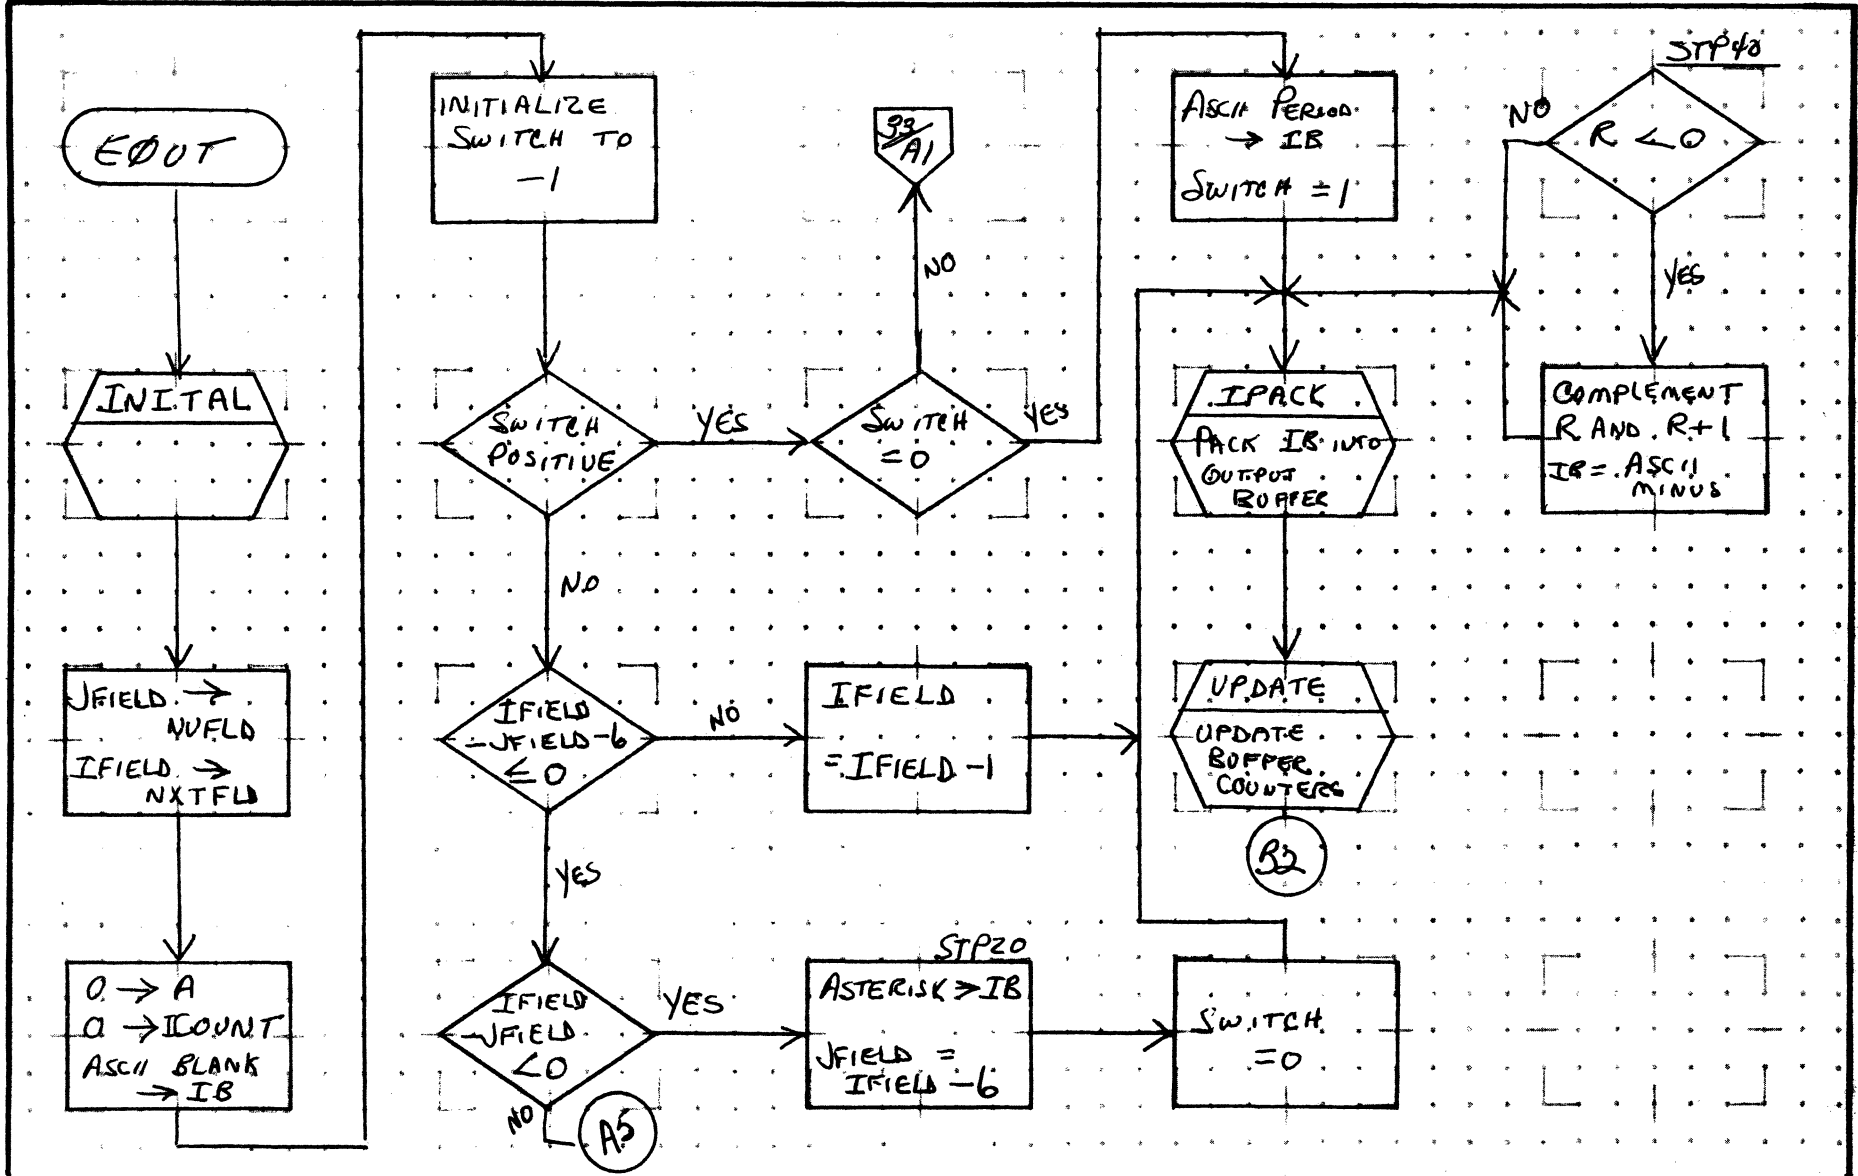 EØUT
INITAL
JFIELD →
NUFLD
IFIELD →
NXTFLD
0 → A
0 → ICOUNT
ASCII BLANK
→ IB
INITIALIZE
SWITCH TO
-1
SWITCH
POSITIVE
YES
NO
IFIELD
-JFIELD-6
≤ 0
NO
YES
IFIELD
-JFIELD
<0
YES
NO
A5
A1
NO
SWITCH
=0
YES
IFIELD
= IFIELD -1
STP20
ASTERISK → IB
JFIELD =
IFIELD -6
ASCII PERIOD
→ IB
SWITCH = 1
IPACK
PACK IB INTO
OUTPUT
BUFFER
UPDATE
UPDATE
BUFFER
COUNTERS
B2
SWITCH
=0
STP40
NO
R < 0
YES
COMPLEMENT
R AND R+1
IB = ASCII
MINUS